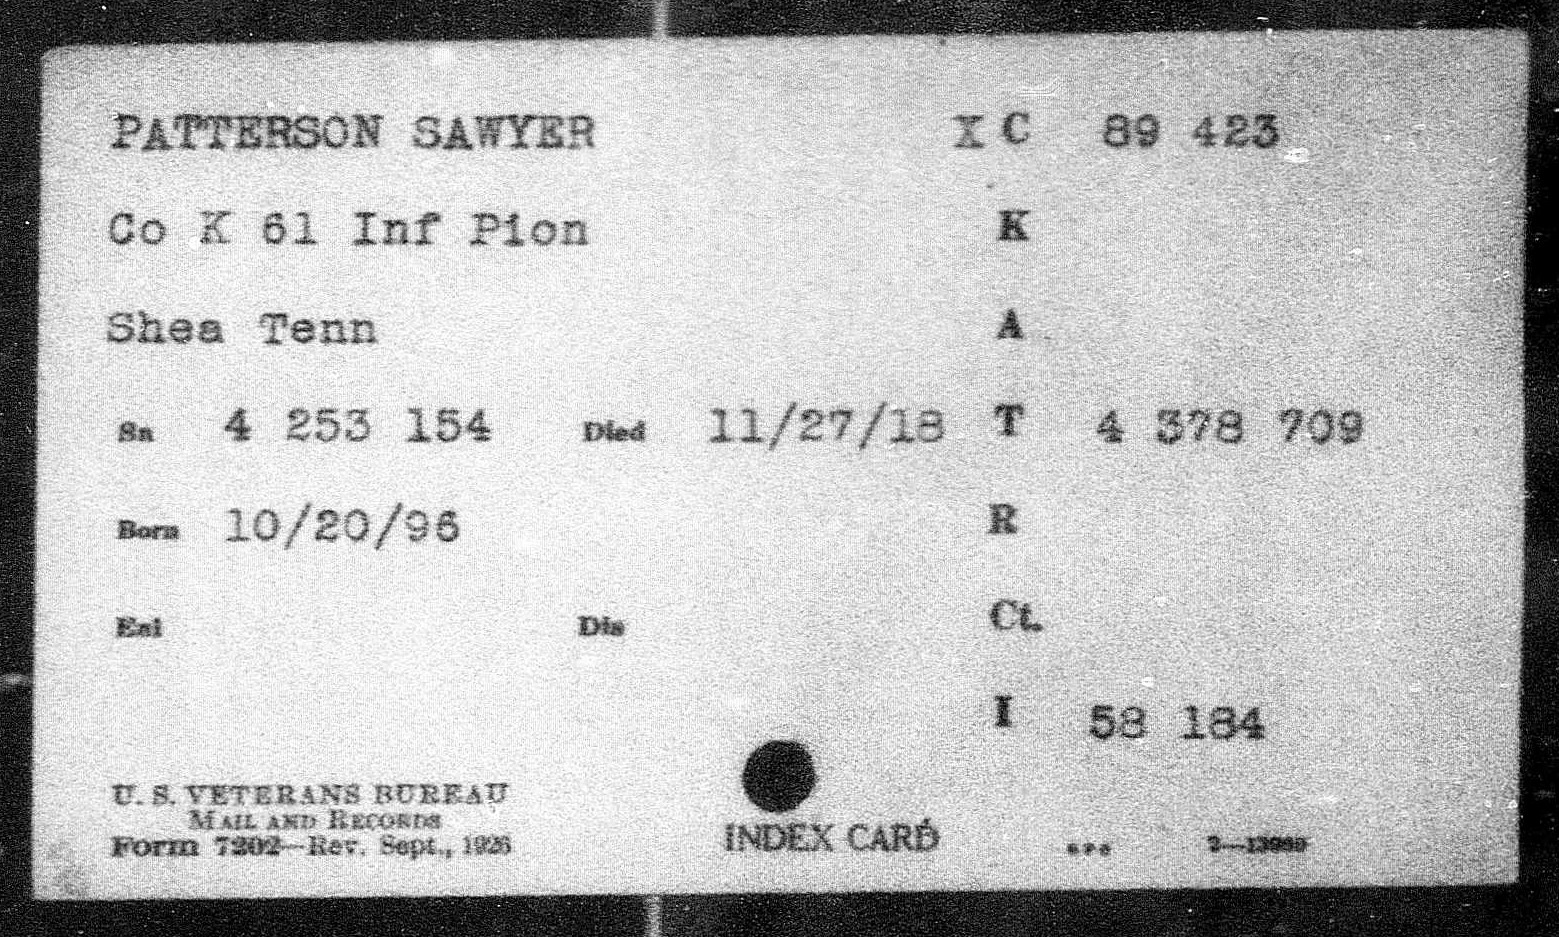 PATTERSON SAWYER X C 89 423
Co K 61 Inf Pion K
Shea Tenn A
Sn 4 253 154 Died 11/27/18 T 4 378 709
Born 10/20/96 R
Enl Dis Ct.
I 58 184
U. S. VETERANS BUREAU
MAIL AND RECORDS
Form 7202—Rev. Sept., 1926
INDEX CARD